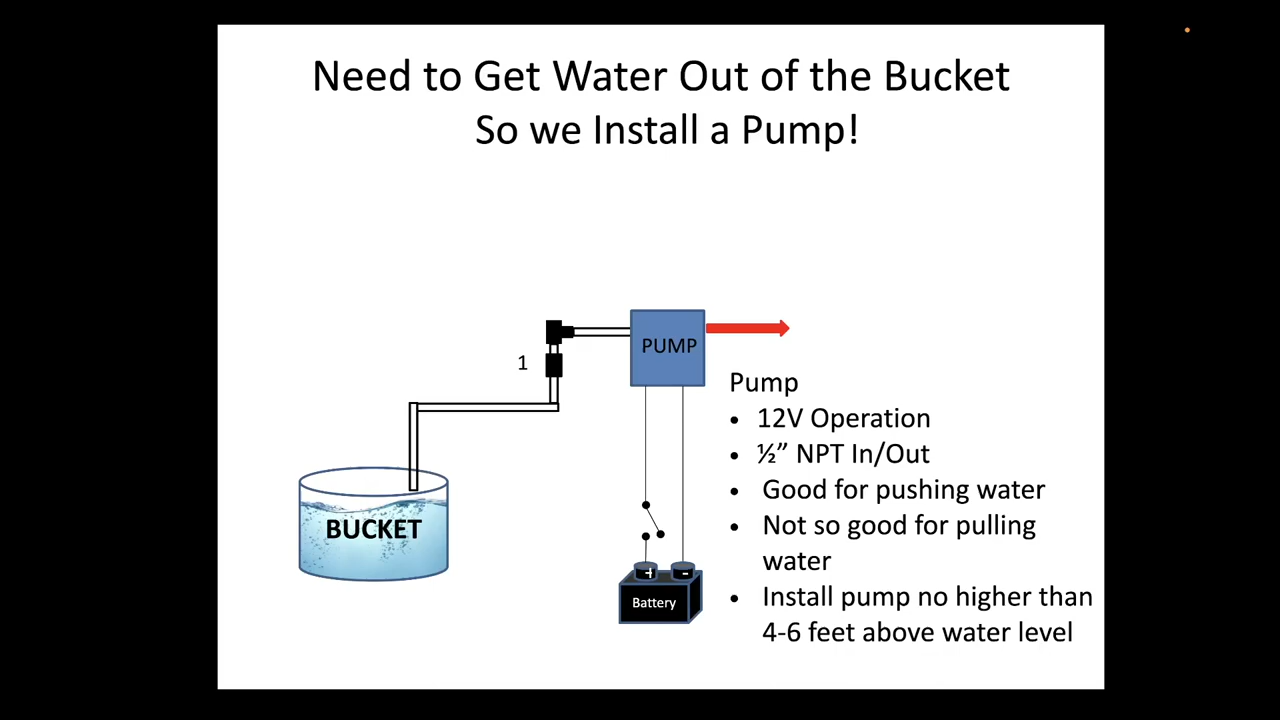 Need to Get Water Out of the Bucket
So we Install a Pump!
PUMP
1
Pump
• 12V Operation
• ½” NPT In/Out
• Good for pushing water
• Not so good for pulling
water
• Install pump no higher than
4-6 feet above water level
BUCKET
+ -
Battery